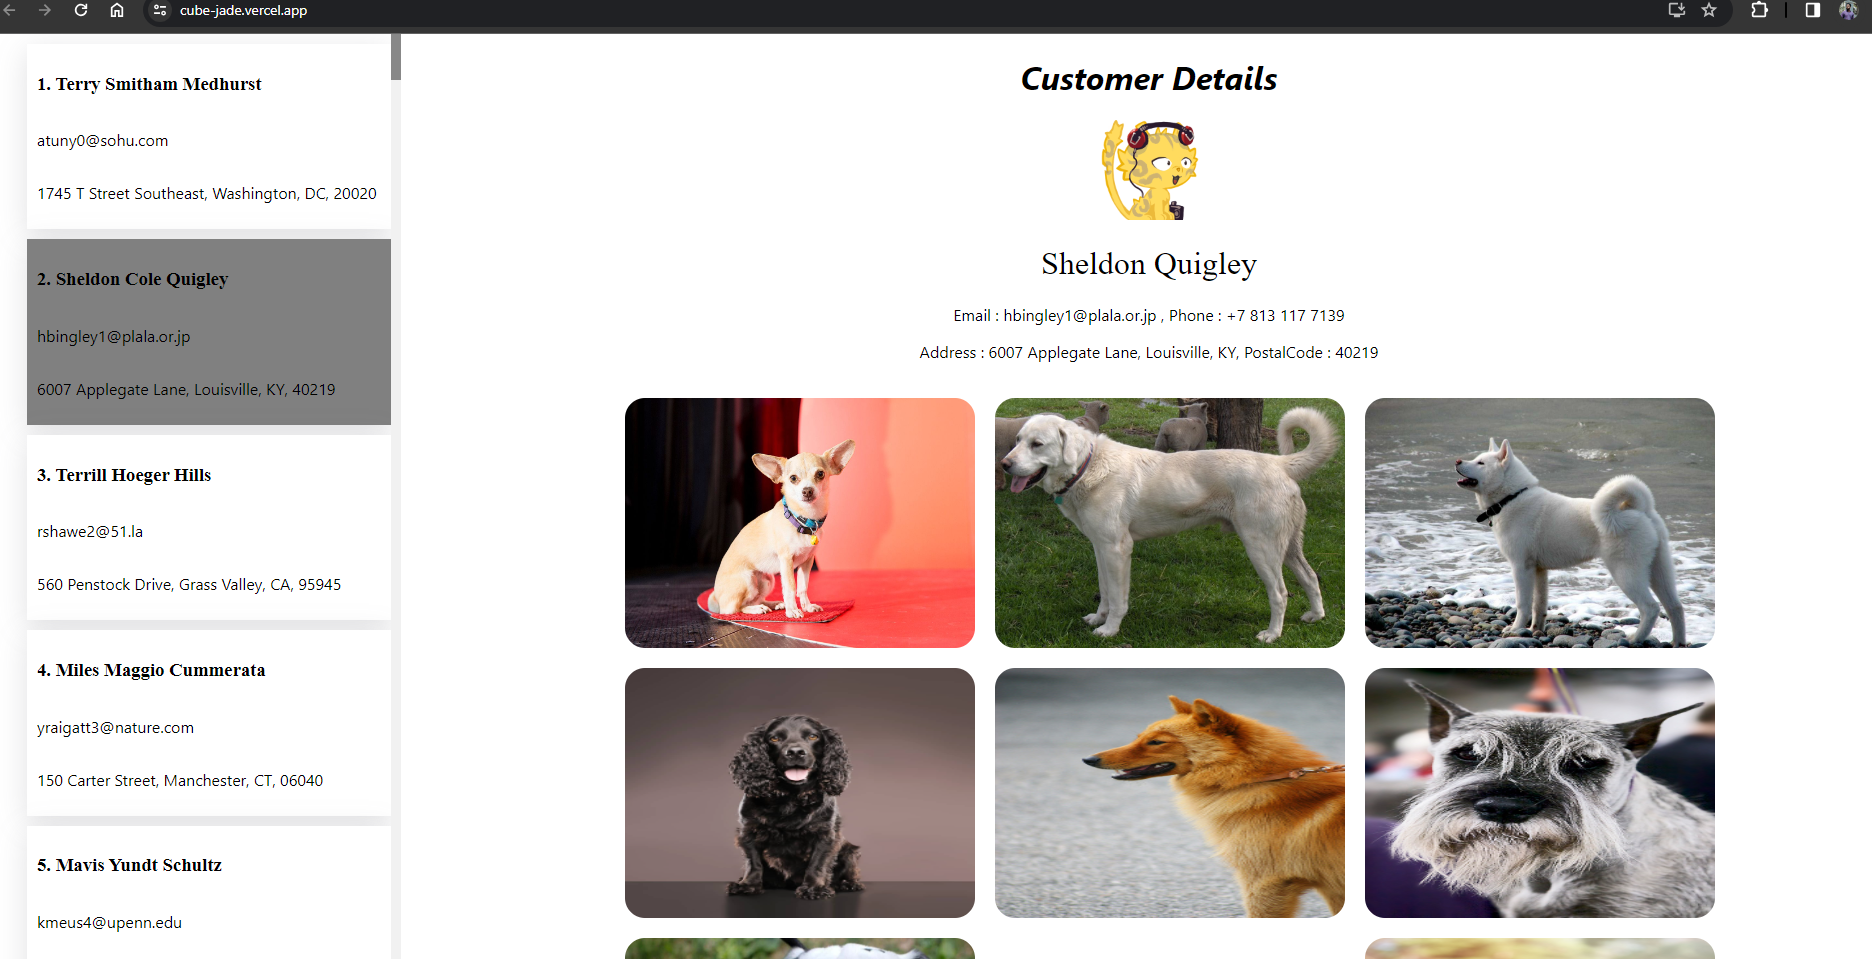 cube-jade.vercel.app
1. Terry Smitham Medhurst
atuny0@sohu.com
1745 T Street Southeast, Washington, DC, 20020
2. Sheldon Cole Quigley
hbingley1@plala.or.jp
6007 Applegate Lane, Louisville, KY, 40219
3. Terrill Hoeger Hills
rshawe2@51.la
560 Penstock Drive, Grass Valley, CA, 95945
4. Miles Maggio Cummerata
yraigatt3@nature.com
150 Carter Street, Manchester, CT, 06040
5. Mavis Yundt Schultz
kmeus4@upenn.edu
Customer Details
Sheldon Quigley
Email : hbingley1@plala.or.jp , Phone : +7 813 117 7139
Address : 6007 Applegate Lane, Louisville, KY, PostalCode : 40219